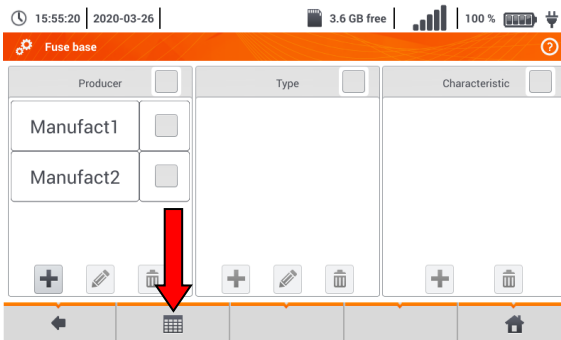 15:55:20 2020-03-26 3.6 GB free 100 %
Fuse base ?
Producer Type Characteristic
Manufact1
Manufact2